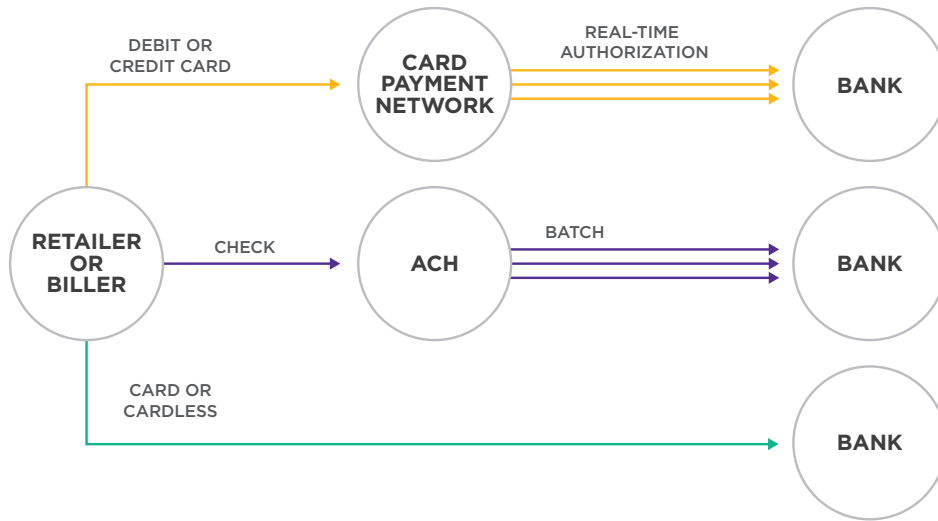 DEBIT OR
CREDIT CARD
CARD
PAYMENT
NETWORK
REAL-TIME
AUTHORIZATION
BANK
RETAILER
OR
BILLER
CHECK
ACH
BATCH
BANK
CARD OR
CARDLESS
BANK